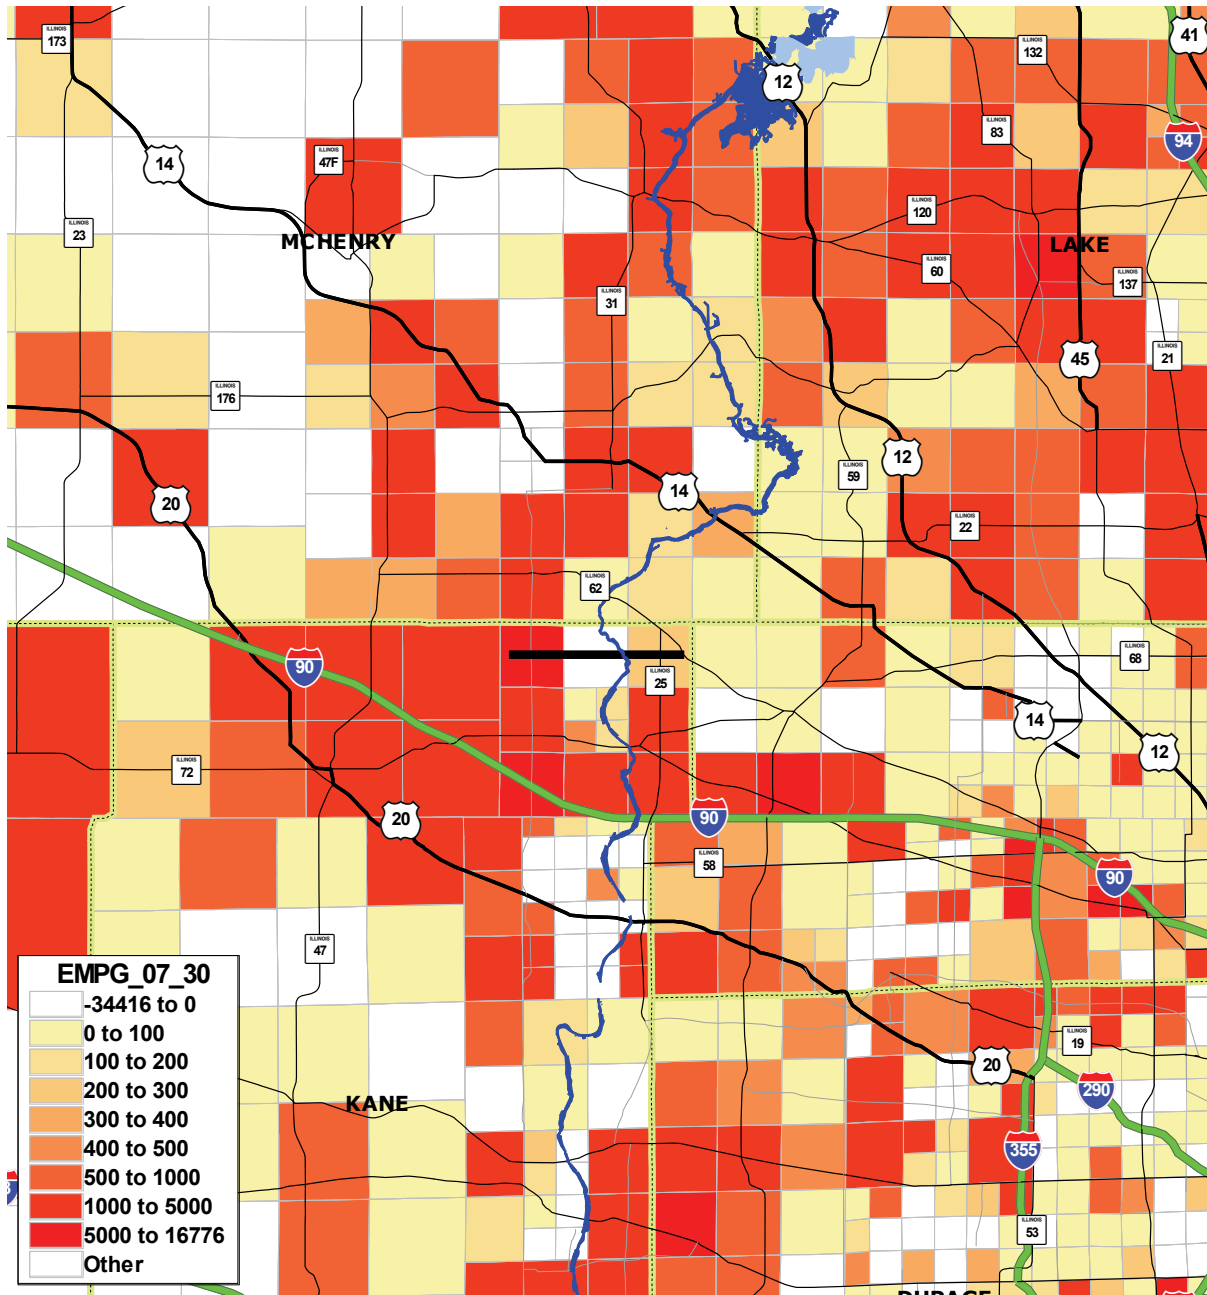 ILLINOIS
173
ILLINOIS
132
41
12
ILLINOIS
83
94
14
ILLINOIS
47F
ILLINOIS
120
ILLINOIS
23
MCHENRY
LAKE
ILLINOIS
60
ILLINOIS
137
ILLINOIS
31
45
ILLINOIS
21
ILLINOIS
176
12
ILLINOIS
59
14
20
ILLINOIS
22
ILLINOIS
62
90
ILLINOIS
68
ILLINOIS
25
14
12
ILLINOIS
72
20
90
ILLINOIS
58
90
ILLINOIS
47
EMPG_07_30
-34416 to 0
0 to 100
100 to 200
200 to 300
300 to 400
400 to 500
500 to 1000
1000 to 5000
5000 to 16776
Other
ILLINOIS
19
20
290
KANE
355
ILLINOIS
53
DUPAGE